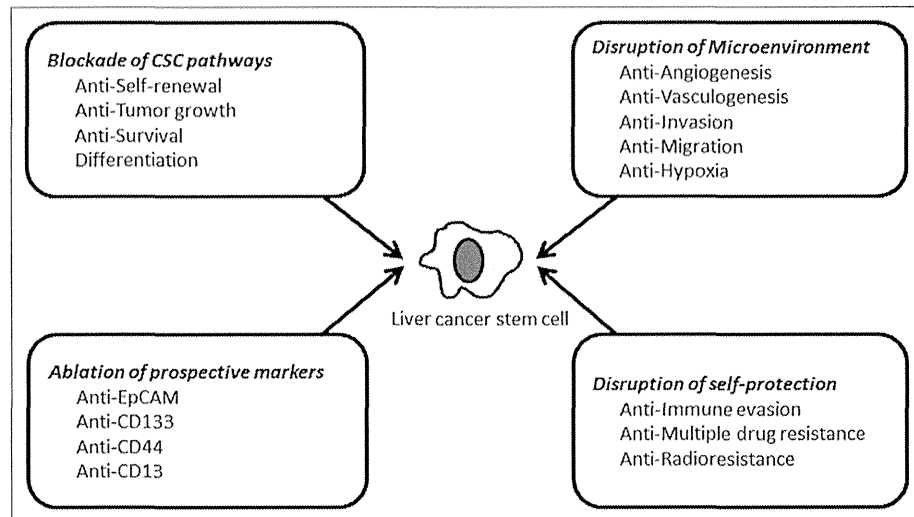 Blockade of CSC pathways
Anti-Self-renewal
Anti-Tumor growth
Anti-Survival
Differentiation
Disruption of Microenvironment
Anti-Angiogenesis
Anti-Vasculogenesis
Anti-Invasion
Anti-Migration
Anti-Hypoxia
Liver cancer stem cell
Ablation of prospective markers
Anti-EpCAM
Anti-CD133
Anti-CD44
Anti-CD13
Disruption of self-protection
Anti-Immune evasion
Anti-Multiple drug resistance
Anti-Radioresistance